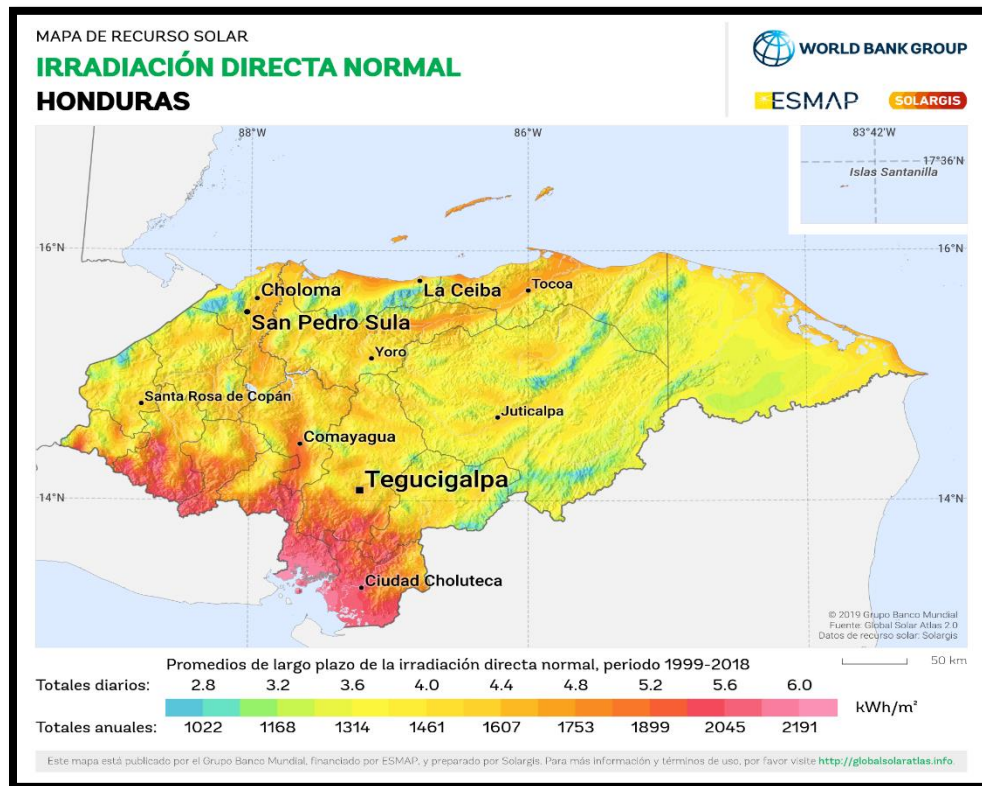 MAPA DE RECURSO SOLAR
IRRADIACIÓN DIRECTA NORMAL
HONDURAS
WORLD BANK GROUP
ESMAP
SOLARGIS
88°W
86°W
83°42'W
17°36'N
Islas Santanilla
16°N
16°N
Choloma
La Ceiba
Tocoa
San Pedro Sula
Yoro
Santa Rosa de Copán
Juticalpa
Comayagua
Tegucigalpa
14°N
14°N
Ciudad Choluteca
© 2019 Grupo Banco Mundial
Fuente: Global Solar Atlas 2.0
Datos de recurso solar: Solargis
Promedios de largo plazo de la irradiación directa normal, periodo 1999-2018
50 km
Totales diarios: 2.8 3.2 3.6 4.0 4.4 4.8 5.2 5.6 6.0
kWh/m²
Totales anuales: 1022 1168 1314 1461 1607 1753 1899 2045 2191
Este mapa está publicado por el Grupo Banco Mundial, financiado por ESMAP, y preparado por Solargis. Para más información y términos de uso, por favor visite http://globalsolaratlas.info.